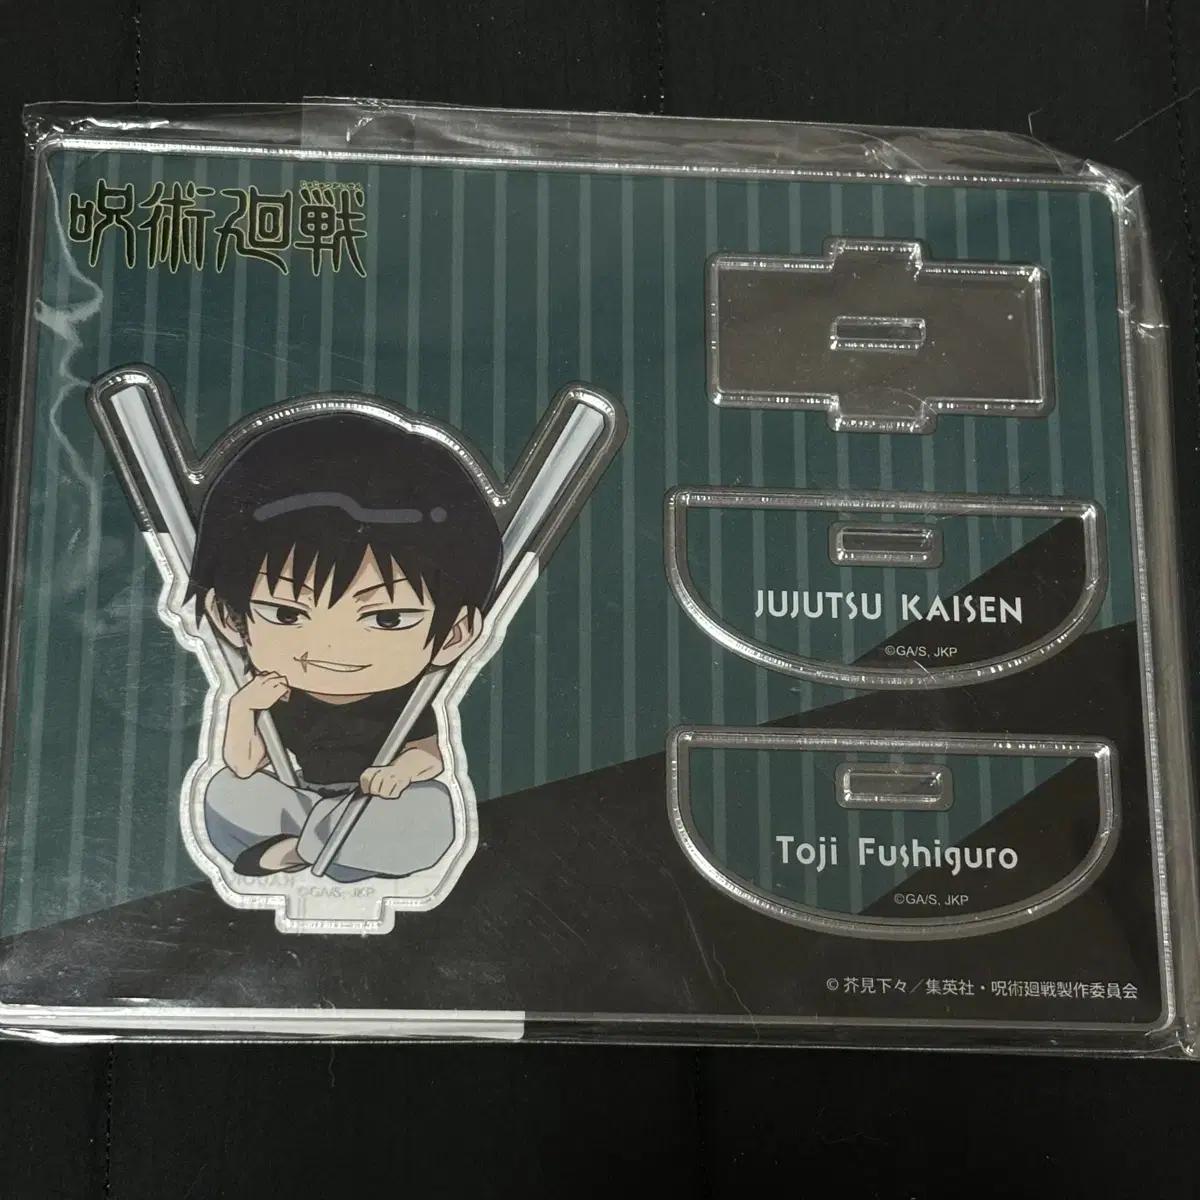 呪術廻戦
JUJUTSU KAISEN
©GA/S, JKP
Toji Fushiguro
©GA/S, JKP
©GA/S, JKP
© 芥見下々／集英社・呪術廻戦製作委員会